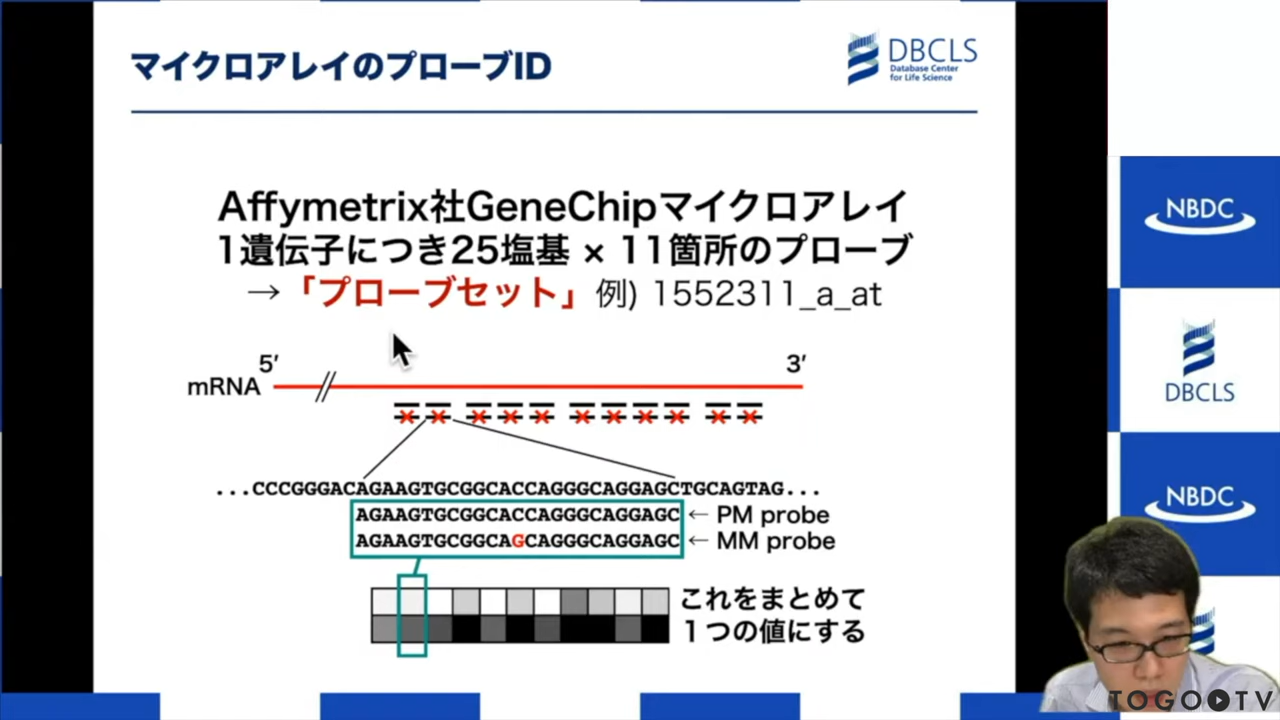 マイクロアレイのプローブID
DBCLS
Database Center
for Life Science
Affymetrix社GeneChipマイクロアレイ
1遺伝子につき25塩基 × 11箇所のプローブ
→「プローブセット」例) 1552311_a_at
5′
3′
mRNA
...CCCGGGACAGAAGTGCGGCACCAGGGCAGGAGCTGCAGTAG...
AGAAGTGCGGCACCAGGGCAGGAGC ← PM probe
AGAAGTGCGGCAGCAGGGCAGGAGC ← MM probe
これをまとめて
1つの値にする
NBDC
DBCLS
NBDC
TOGOTV